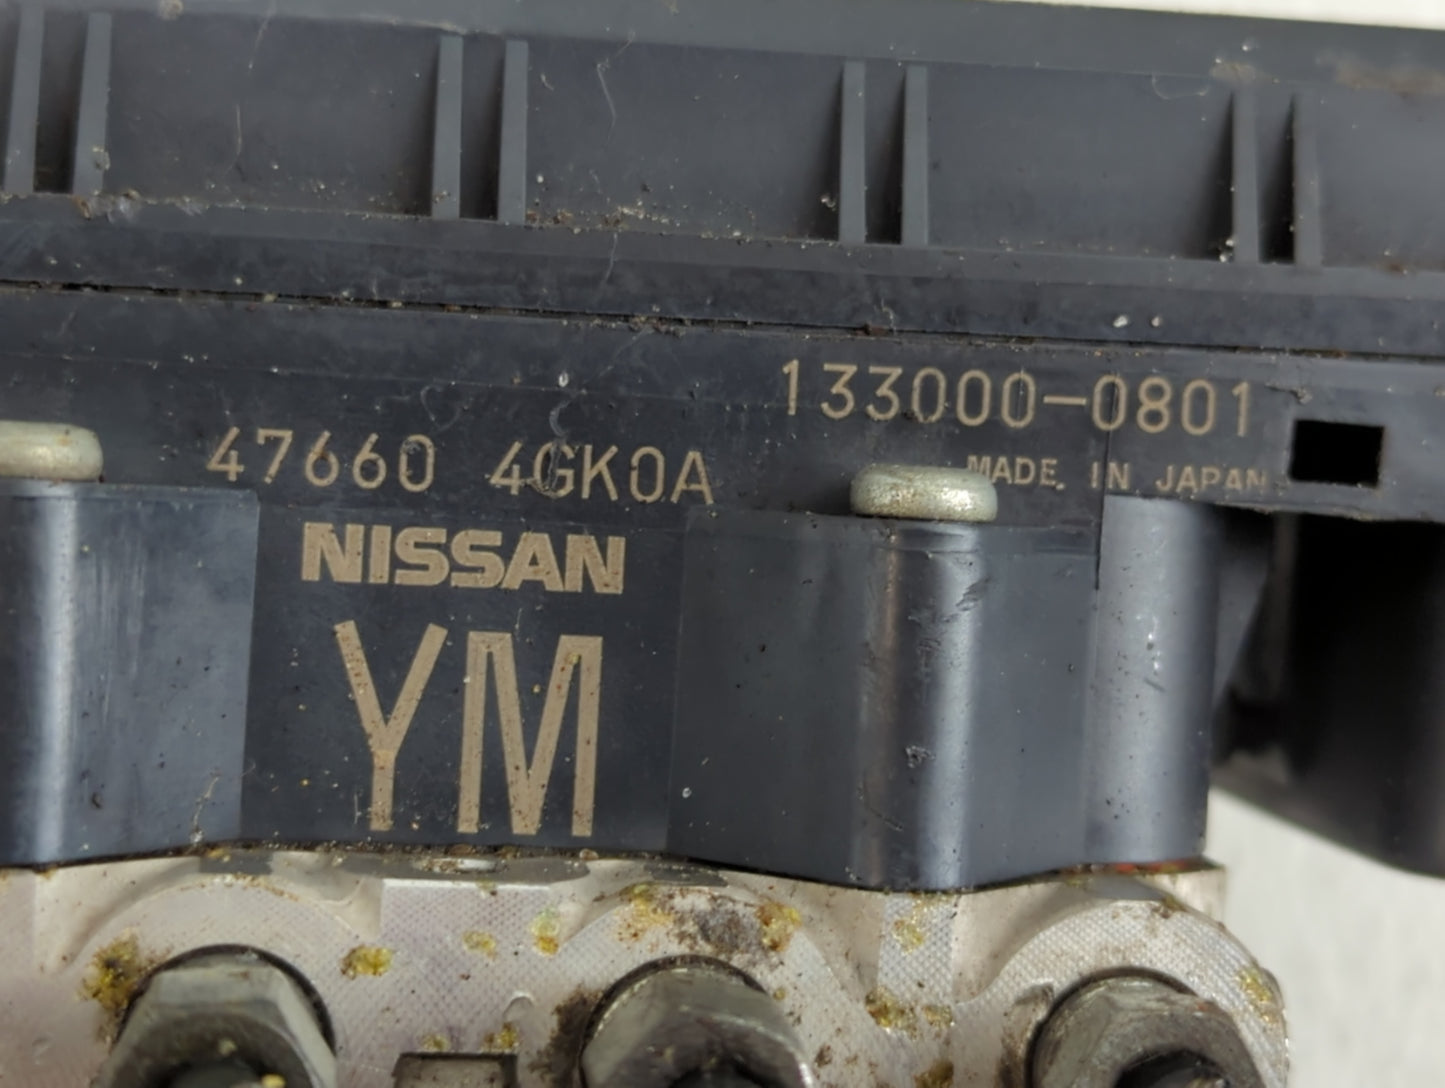 133000-0801
47660 4GK0A
MADE IN JAPAN
NISSAN
YM